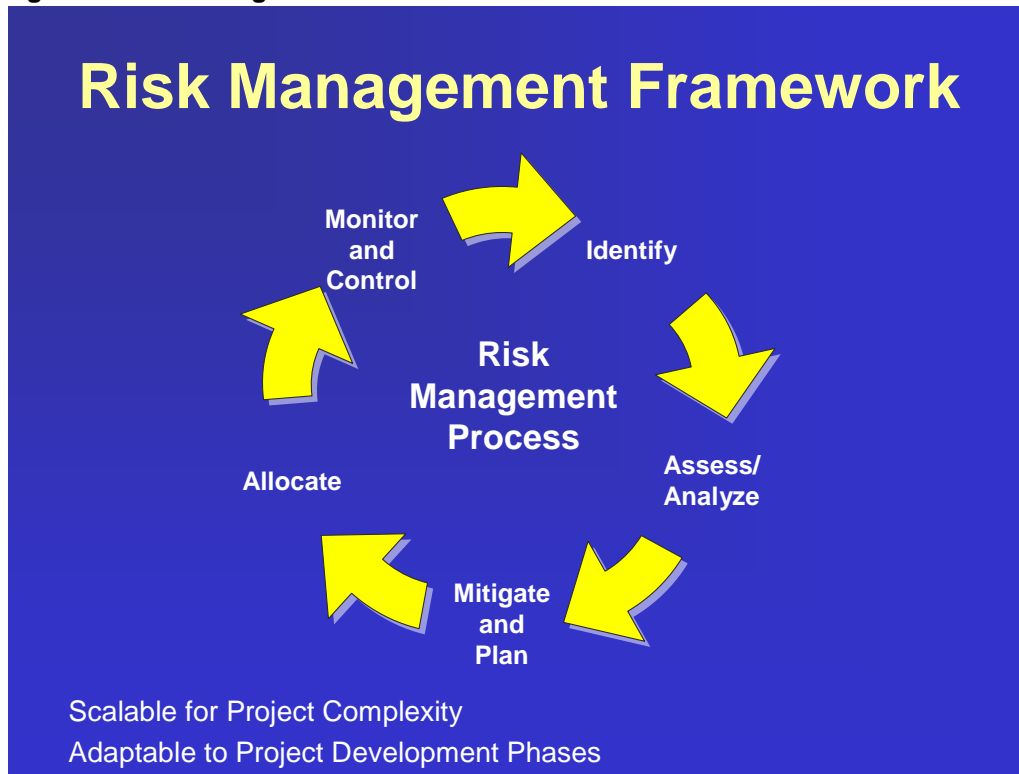 Risk Management Framework
Monitor
and
Control
Identify
Risk
Management
Process
Assess/
Analyze
Allocate
Mitigate
and
Plan
Scalable for Project Complexity
Adaptable to Project Development Phases